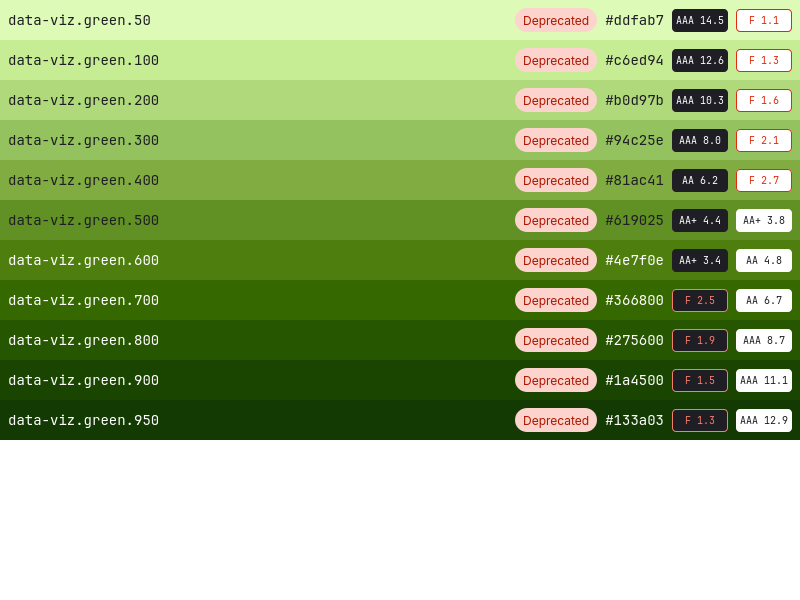 data-viz.green.50 Deprecated #ddfab7 AAA 14.5 F 1.1
data-viz.green.100 Deprecated #c6ed94 AAA 12.6 F 1.3
data-viz.green.200 Deprecated #b0d97b AAA 10.3 F 1.6
data-viz.green.300 Deprecated #94c25e AAA 8.0 F 2.1
data-viz.green.400 Deprecated #81ac41 AA 6.2 F 2.7
data-viz.green.500 Deprecated #619025 AA+ 4.4 AA+ 3.8
data-viz.green.600 Deprecated #4e7f0e AA+ 3.4 AA 4.8
data-viz.green.700 Deprecated #366800 F 2.5 AA 6.7
data-viz.green.800 Deprecated #275600 F 1.9 AAA 8.7
data-viz.green.900 Deprecated #1a4500 F 1.5 AAA 11.1
data-viz.green.950 Deprecated #133a03 F 1.3 AAA 12.9